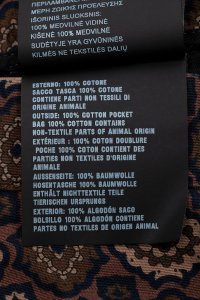 ΜΕΡΗ ΖΩΙΚΗΣ ΠΡΟΕΛΕΥΣΗΣ
IŠORINIS SLUOKSNIS:
100% MEDVILNĖ VIDINĖ
KIŠENĖ 100% MEDVILNĖ
SUDĖTYJE YRA GYVŪNINĖS
KILMĖS NE TEKSTILĖS DALIŲ
ESTERNO: 100% COTONE
SACCO TASCA 100% COTONE
CONTIENE PARTI NON TESSILI DI
ORIGINE ANIMALE
OUTSIDE: 100% COTTON POCKET
BAG 100% COTTON CONTAINS
NON-TEXTILE PARTS OF ANIMAL ORIGIN
EXTÉRIEUR : 100% COTON DOUBLURE
POCHE 100% COTON CONTIENT DES
PARTIES NON TEXTILES D'ORIGINE
ANIMALE
AUSSENSEITE: 100% BAUMWOLLE
HOSENTASCHE 100% BAUMWOLLE
ENTHÄLT NICHTTEXTILE TEILE
TIERISCHEN URSPRUNGS
EXTERIOR: 100% ALGODÓN SACO
BOLSILLO 100% ALGODÓN CONTIENE
PARTES NO TEXTILES DE ORIGEN ANIMAL